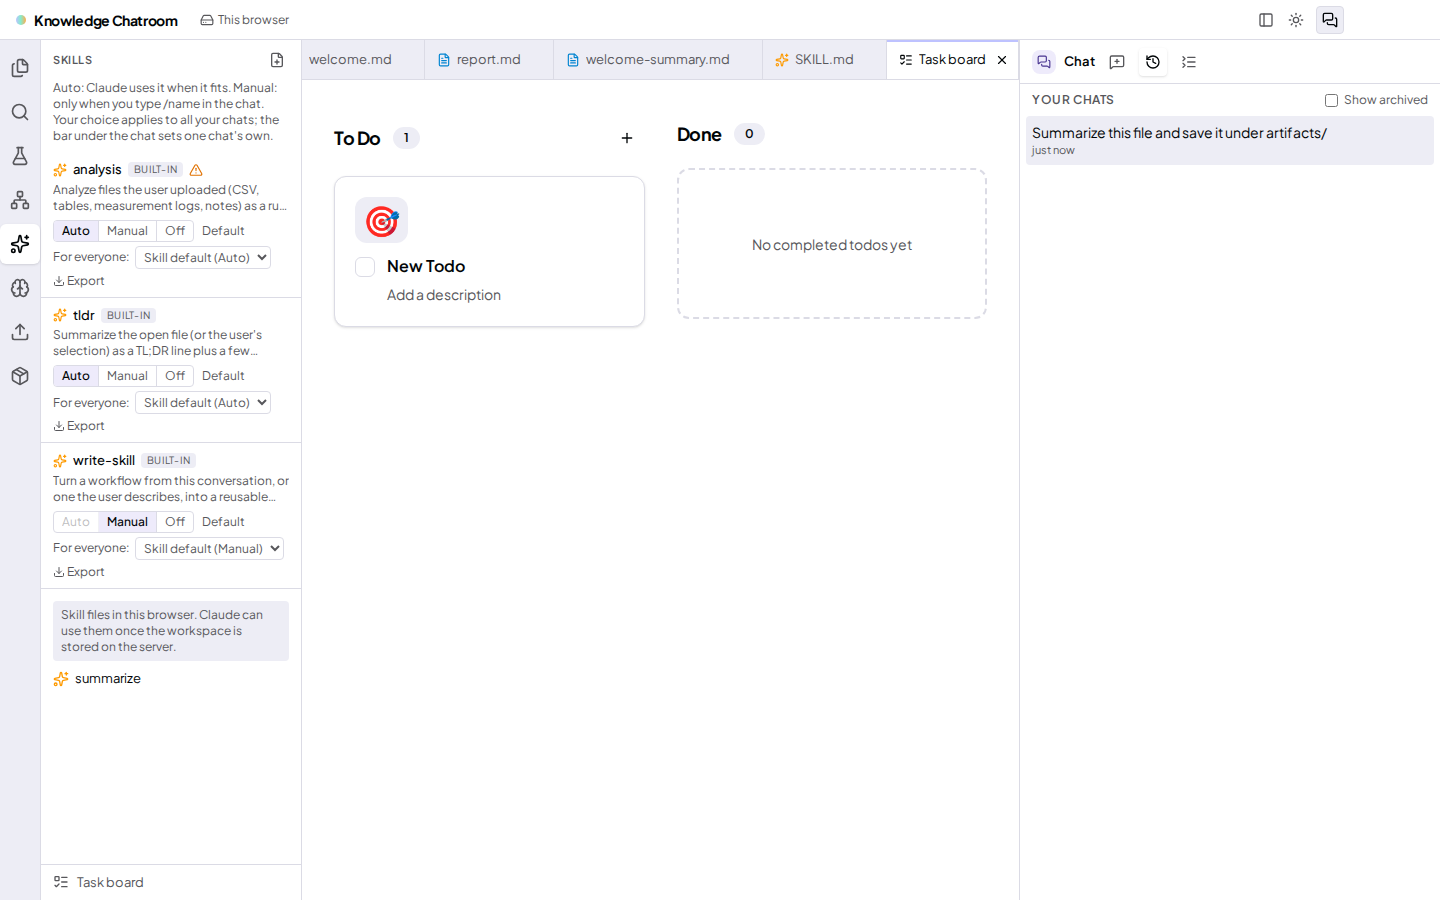 Knowledge Chatroom
This browser
SKILLS
Auto: Claude uses it when it fits. Manual:
only when you type /name in the chat.
Your choice applies to all your chats; the
bar under the chat sets one chat's own.
analysis BUILT-IN
Analyze files the user uploaded (CSV,
tables, measurement logs, notes) as a ru…
Auto Manual Off Default
For everyone: Skill default (Auto)
Export
tldr BUILT-IN
Summarize the open file (or the user's
selection) as a TL;DR line plus a few…
Auto Manual Off Default
For everyone: Skill default (Auto)
Export
write-skill BUILT-IN
Turn a workflow from this conversation, or
one the user describes, into a reusable…
Auto Manual Off Default
For everyone: Skill default (Manual)
Export
Skill files in this browser. Claude can
use them once the workspace is
stored on the server.
summarize
Task board
welcome.md
report.md
welcome-summary.md
SKILL.md
Task board
To Do 1
New Todo
Add a description
Done 0
No completed todos yet
Chat
YOUR CHATS
Show archived
Summarize this file and save it under artifacts/
just now